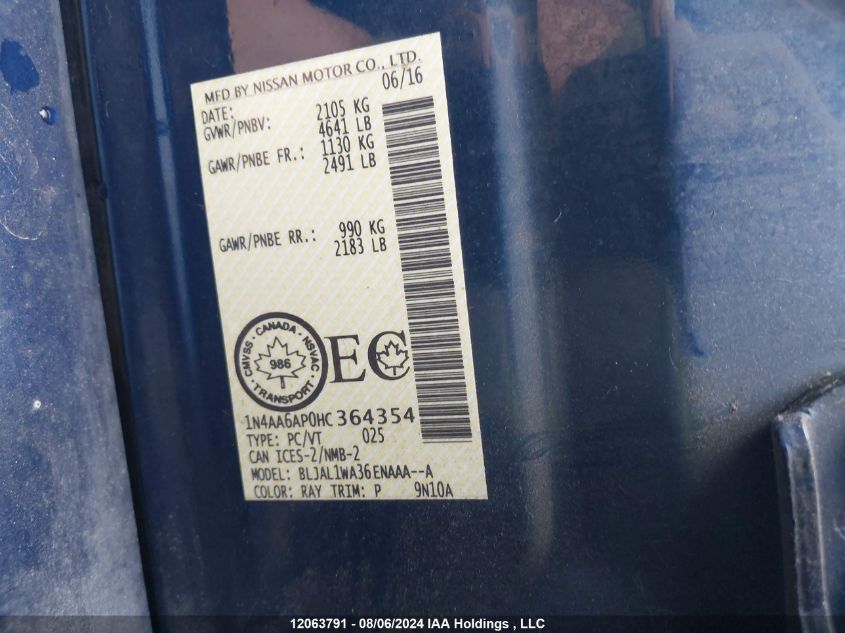 MFD BY NISSAN MOTOR CO., LTD.
DATE: 06/16
GVWR/PNBV: 2105 KG
4641 LB
GAWR/PNBE FR.: 1130 KG
2491 LB
GAWR/PNBE RR.: 990 KG
2183 LB
CMVSS · CANADA · NSVAC · TRANSPORT ·
986
EC
1N4AA6AP0HC364354
TYPE: PC/VT 025
CAN ICES-2/NMB-2
MODEL: BLJAL1WA36ENAAA--A
COLOR: RAY TRIM: P 9N10A
12063791 - 08/06/2024 IAA Holdings , LLC